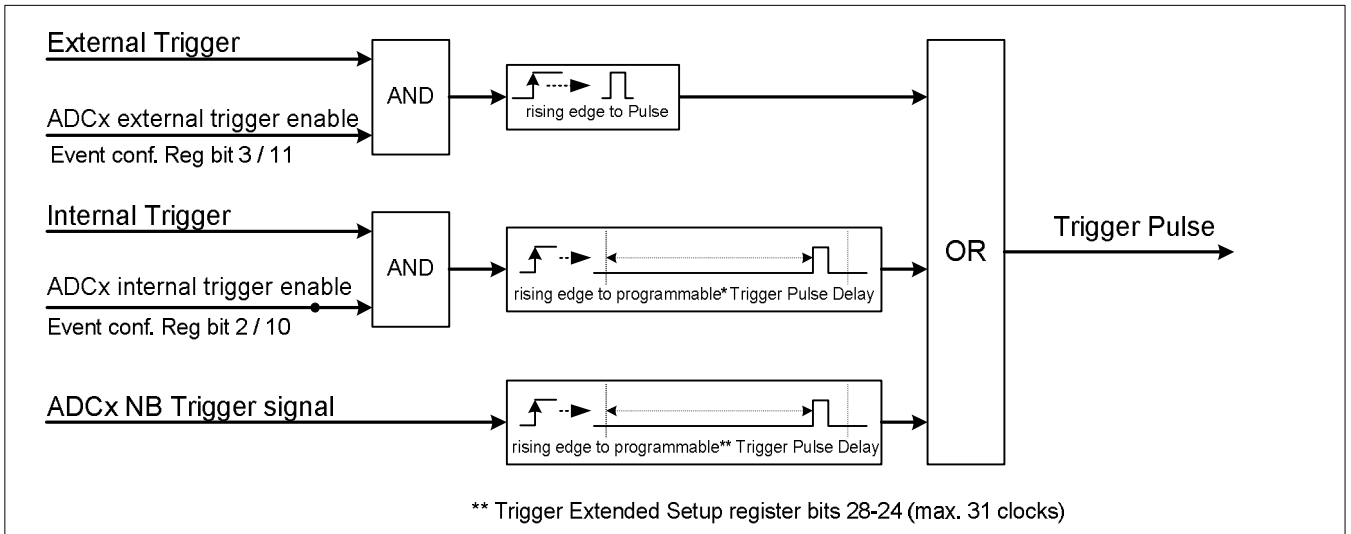 External Trigger
ADCx external trigger enable
Event conf. Reg bit 3 / 11
AND
rising edge to Pulse
Internal Trigger
ADCx internal trigger enable
Event conf. Reg bit 2 / 10
AND
rising edge to programmable* Trigger Pulse Delay
ADCx NB Trigger signal
rising edge to programmable** Trigger Pulse Delay
OR
Trigger Pulse
** Trigger Extended Setup register bits 28-24 (max. 31 clocks)